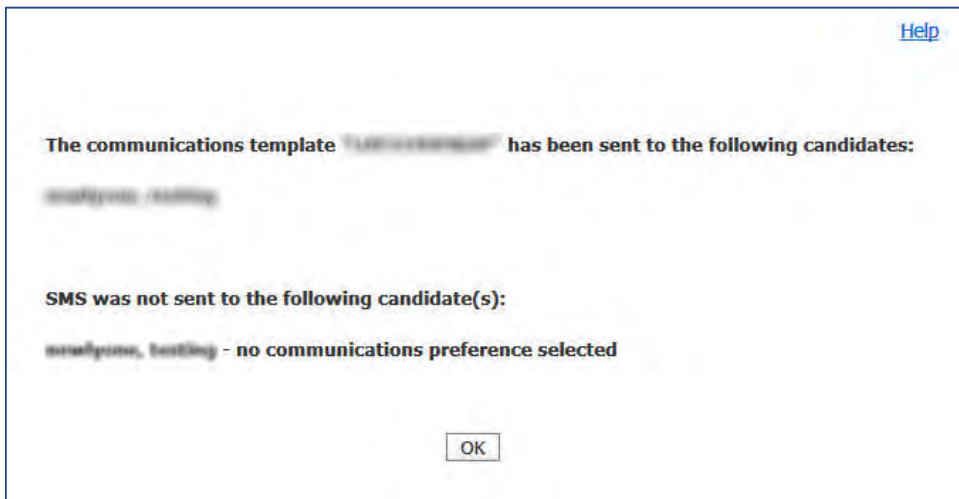 Help
The communications template has been sent to the following candidates:
SMS was not sent to the following candidate(s):
- no communications preference selected
OK